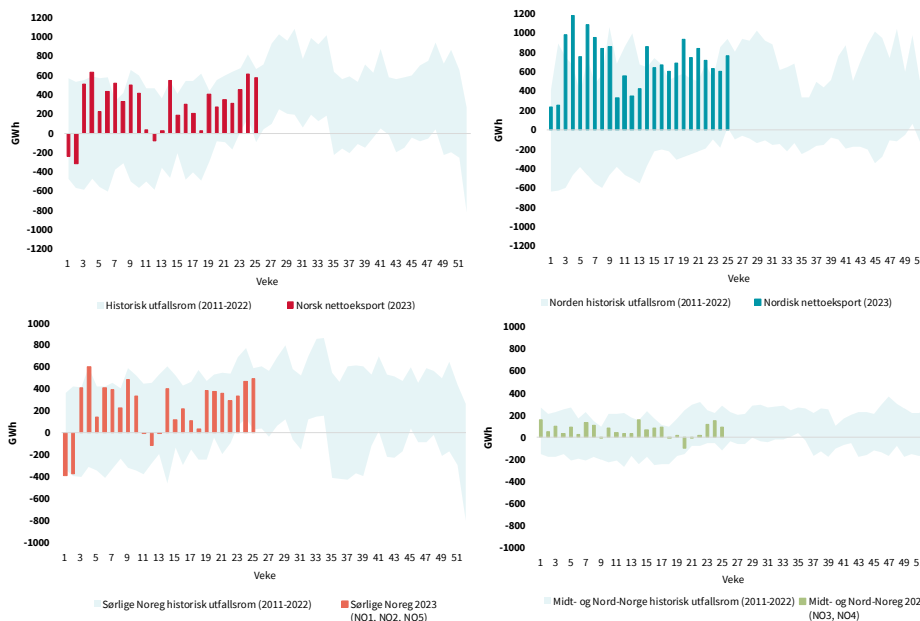 1200
1000
800
600
400
200
0
-200
-400
-600
-800
-1000
-1200
GWh
1 3 5 7 9 11 13 15 17 19 21 23 25 27 29 31 33 35 37 39 41 43 45 47 49 51
Veke
Historisk utfallsrom (2011-2022) Norsk nettoeksport (2023)
1200
1000
800
600
400
200
0
-200
-400
-600
-800
-1000
-1200
GWh
1 3 5 7 9 11 13 15 17 19 21 23 25 27 29 31 33 35 37 39 41 43 45 47 49 5
Veke
Norden historisk utfallsrom (2011-2022) Nordisk nettoeksport (2023)
1000
800
600
400
200
0
-200
-400
-600
-800
-1000
GWh
1 3 5 7 9 11 13 15 17 19 21 23 25 27 29 31 33 35 37 39 41 43 45 47 49 51
Veke
Sørlige Noreg historisk utfallsrom (2011-2022) Sørlige Noreg 2023
(NO1, NO2, NO5)
1000
800
600
400
200
0
-200
-400
-600
-800
-1000
GWh
1 3 5 7 9 11 13 15 17 19 21 23 25 27 29 31 33 35 37 39 41 43 45 47 49 5
Veke
Midt- og Nord-Norge historisk utfallsrom (2011-2022) Midt- og Nord-Noreg 202
(NO3, NO4)